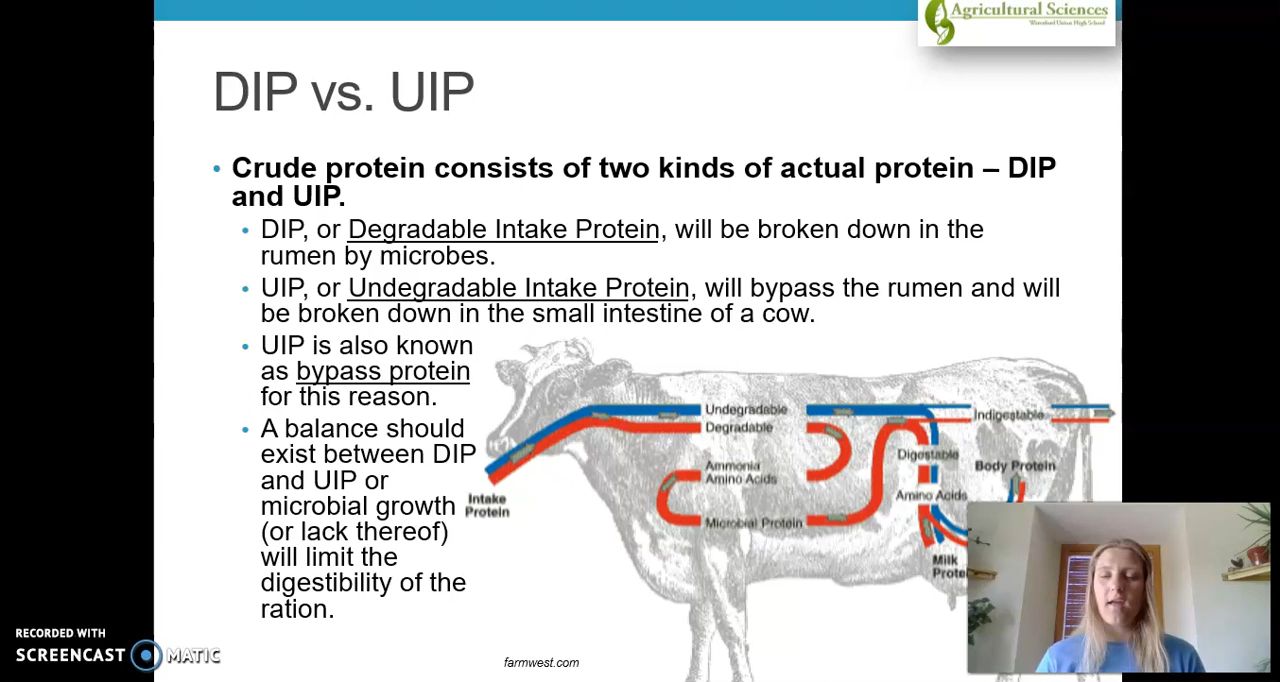 Agricultural Sciences
Waterford Union High School
DIP vs. UIP
• Crude protein consists of two kinds of actual protein – DIP
and UIP.
• DIP, or Degradable Intake Protein, will be broken down in the
rumen by microbes.
• UIP, or Undegradable Intake Protein, will bypass the rumen and will
be broken down in the small intestine of a cow.
• UIP is also known
as bypass protein
for this reason.
• A balance should
exist between DIP
and UIP or
microbial growth
(or lack thereof)
will limit the
digestibility of the
ration.
Undegradable
Degradable
Indigestable
Digestable
Ammonia
Amino Acids
Body Protein
Intake
Protein
Amino Acids
Microbial Protein
Milk
Prote
farmwest.com
RECORDED WITH
SCREENCAST MATIC